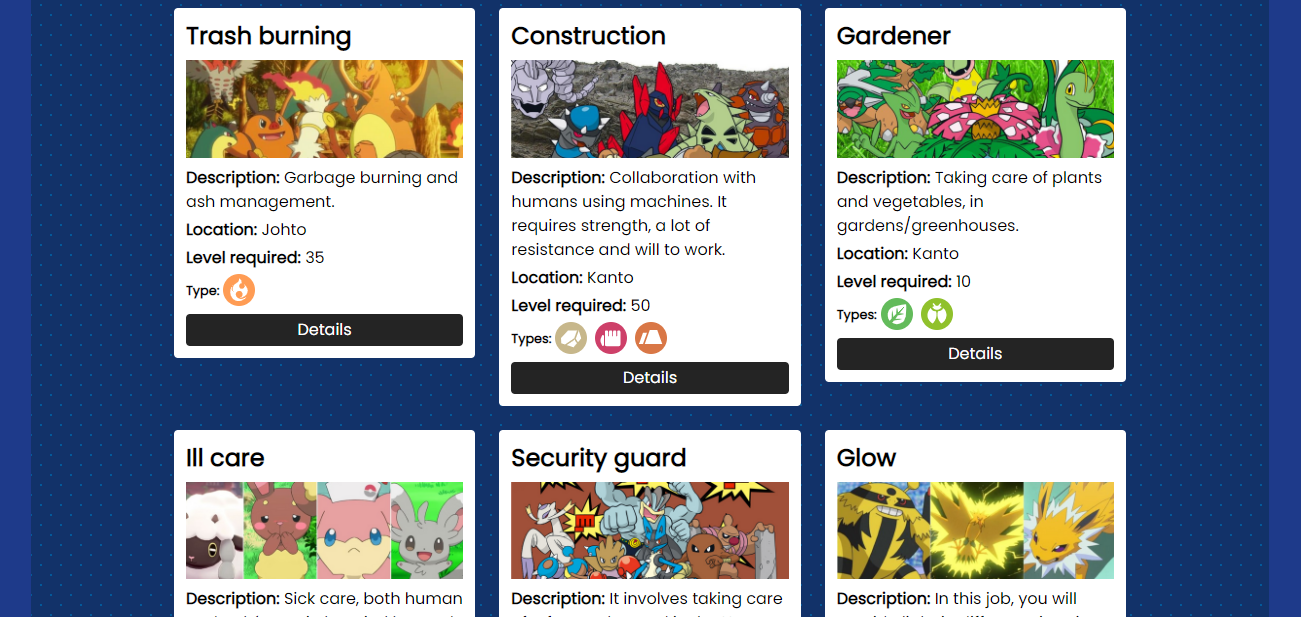 Trash burning
Description: Garbage burning and
ash management.
Location: Johto
Level required: 35
Type:
Details
Construction
Description: Collaboration with
humans using machines. It
requires strength, a lot of
resistance and will to work.
Location: Kanto
Level required: 50
Types:
Details
Gardener
Description: Taking care of plants
and vegetables, in
gardens/greenhouses.
Location: Kanto
Level required: 10
Types:
Details
Ill care
Description: Sick care, both human
Security guard
Description: It involves taking care
Glow
Description: In this job, you will